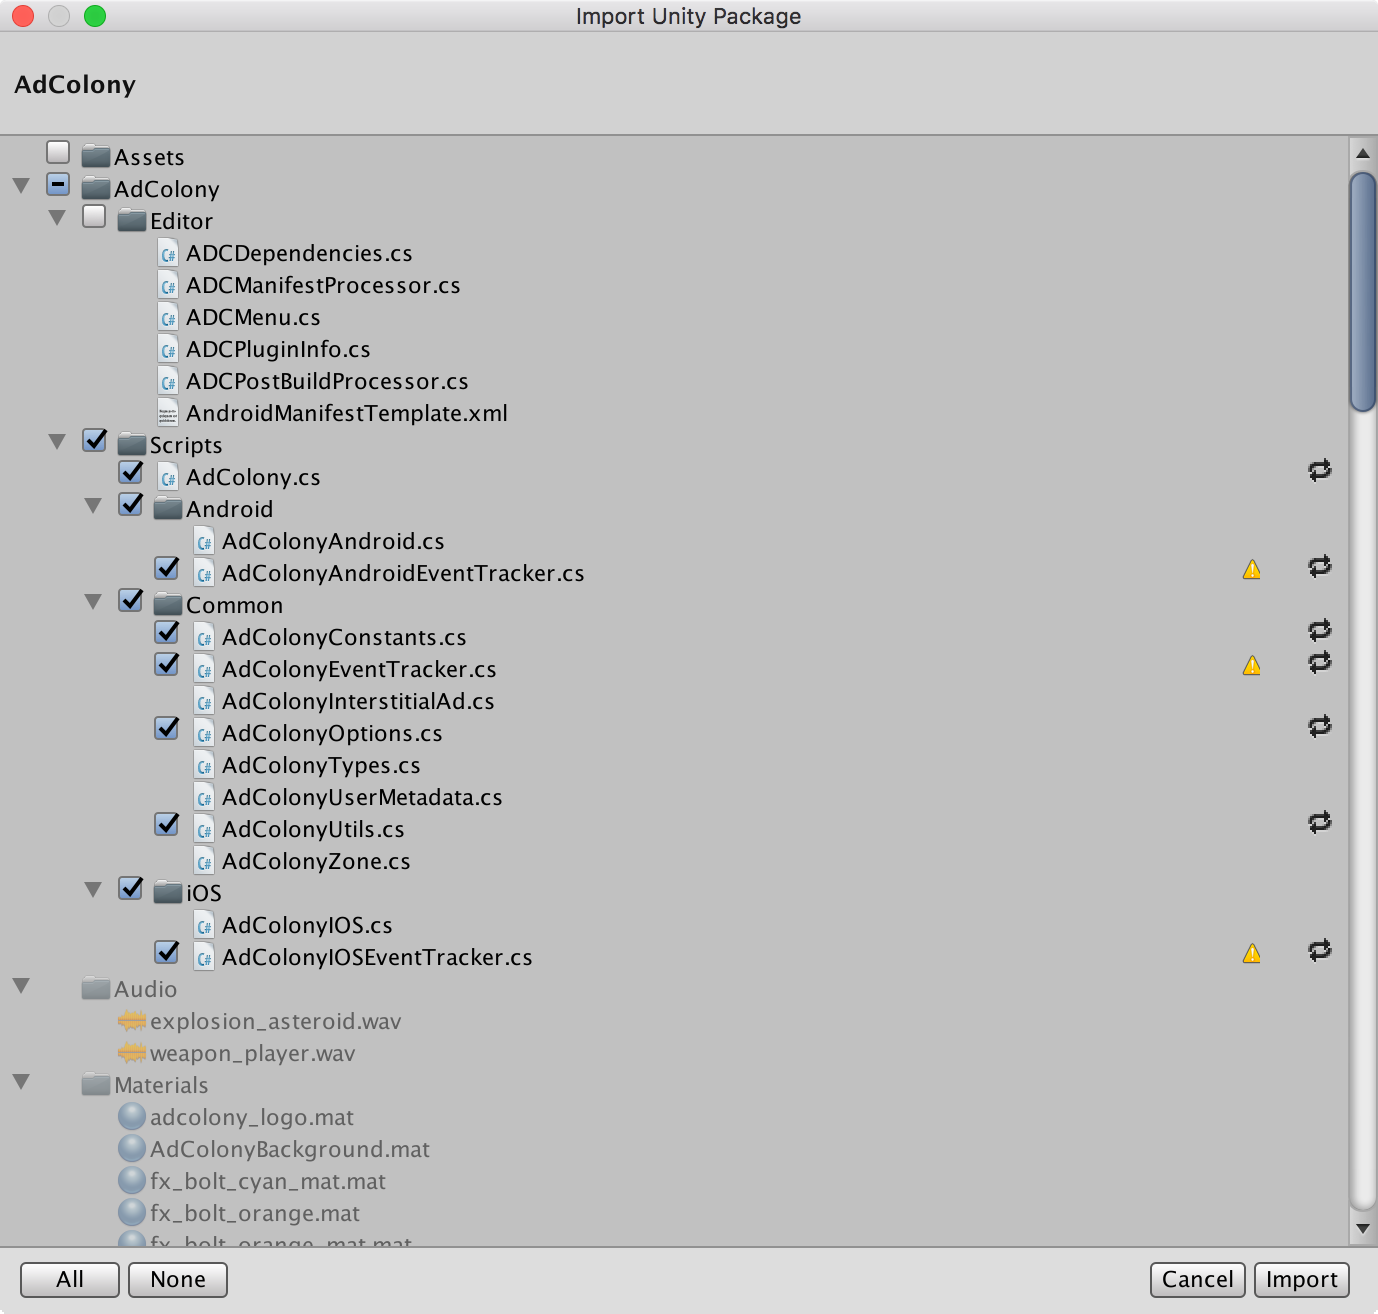 Import Unity Package
AdColony
Assets
AdColony
Editor
ADCDependencies.cs
ADCManifestProcessor.cs
ADCMenu.cs
ADCPluginInfo.cs
ADCPostBuildProcessor.cs
AndroidManifestTemplate.xml
Scripts
AdColony.cs
Android
AdColonyAndroid.cs
AdColonyAndroidEventTracker.cs
Common
AdColonyConstants.cs
AdColonyEventTracker.cs
AdColonyInterstitialAd.cs
AdColonyOptions.cs
AdColonyTypes.cs
AdColonyUserMetadata.cs
AdColonyUtils.cs
AdColonyZone.cs
iOS
AdColonyIOS.cs
AdColonyIOSEventTracker.cs
Audio
explosion_asteroid.wav
weapon_player.wav
Materials
adcolony_logo.mat
AdColonyBackground.mat
fx_bolt_cyan_mat.mat
fx_bolt_orange.mat
fx_bolt_orange_mat.mat
All None Cancel Import